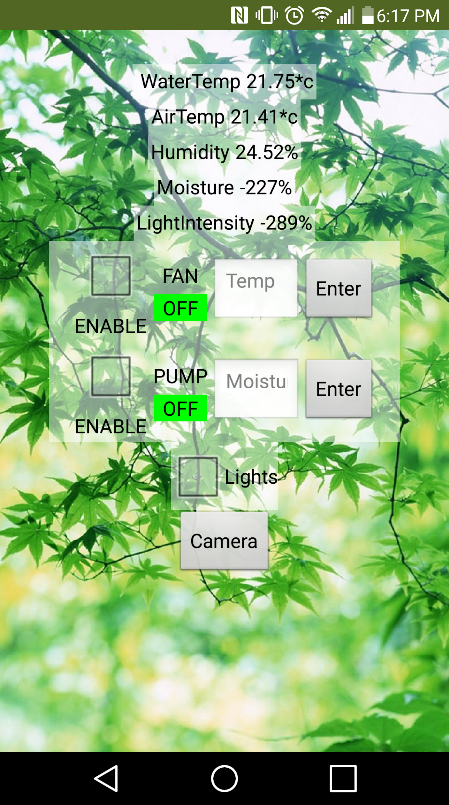 6:17 PM
WaterTemp 21.75*c
AirTemp 21.41*c
Humidity 24.52%
Moisture -227%
LightIntensity -289%
FAN
Temp
Enter
OFF
ENABLE
PUMP
Moistu
Enter
OFF
ENABLE
Lights
Camera